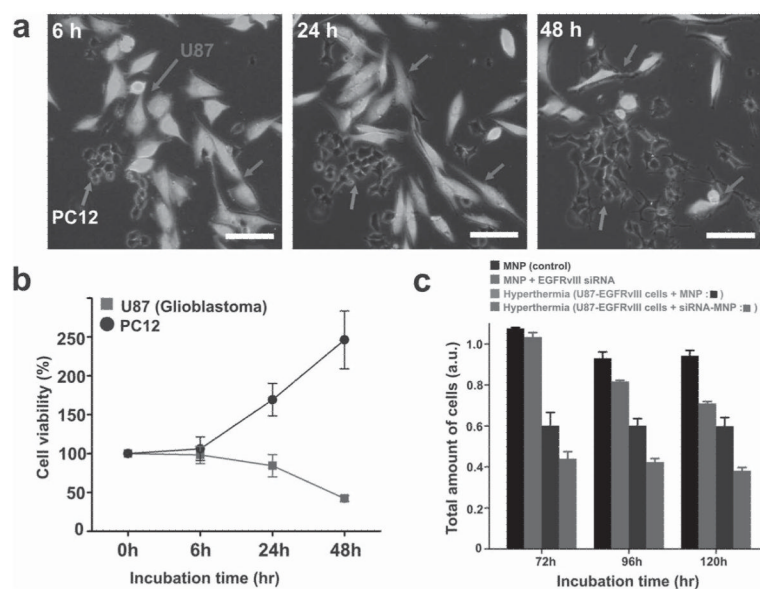 a
6 h
U87
PC12
24 h
48 h
b
U87 (Glioblastoma)
PC12
Cell viability (%)
250
200
150
100
50
0
0h
6h
24h
48h
Incubation time (hr)
c
MNP (control)
MNP + EGFRvIII siRNA
Hyperthermia (U87-EGFRvIII cells + MNP : )
Hyperthermia (U87-EGFRvIII cells + siRNA-MNP : )
Total amount of cells (a.u.)
1.0
0.8
0.6
0.4
0.2
0
72h
96h
120h
Incubation time (hr)